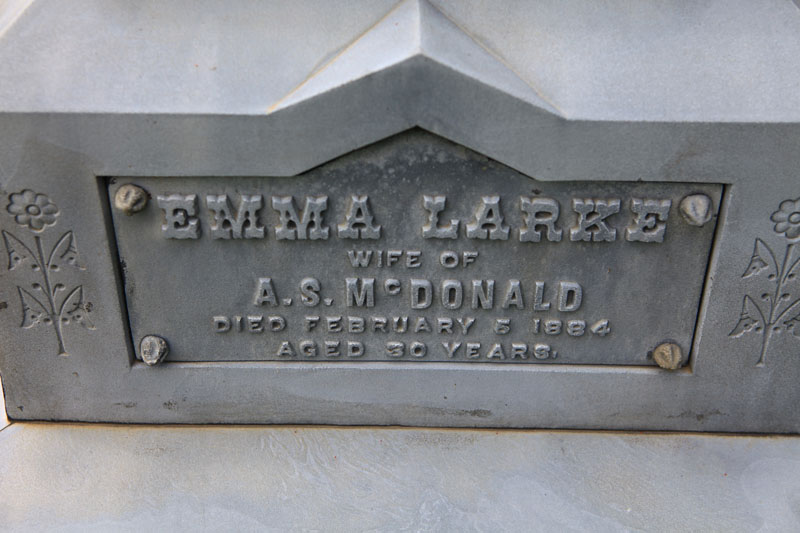 EMMA LARKE
WIFE OF
A.S. McDONALD
DIED FEBRUARY 5 1884
AGED 30 YEARS.